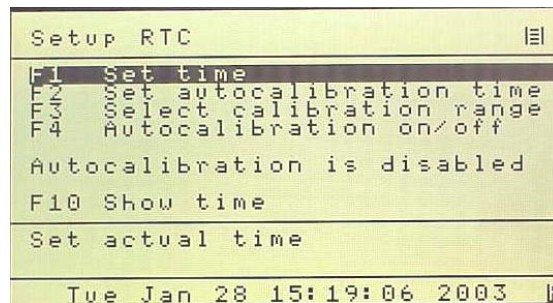 Setup RTC
F1 Set time
F2 Set autocalibration time
F3 Select calibration range
F4 Autocalibration on/off
Autocalibration is disabled
F10 Show time
Set actual time
Tue Jan 28 15:19:06 2003